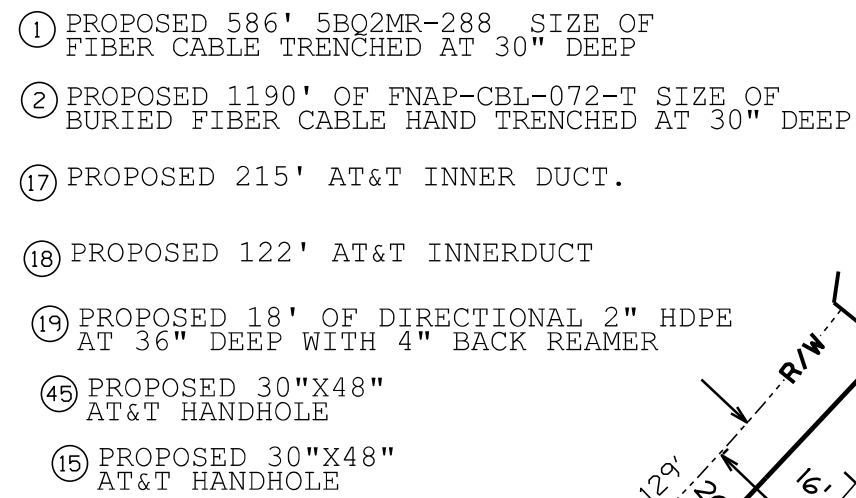 1 PROPOSED 586' 5BQ2MR-288 SIZE OF
FIBER CABLE TRENCHED AT 30" DEEP
2 PROPOSED 1190' OF FNAP-CBL-072-T SIZE OF
BURIED FIBER CABLE HAND TRENCHED AT 30" DEEP
17 PROPOSED 215' AT&T INNER DUCT.
18 PROPOSED 122' AT&T INNERDUCT
19 PROPOSED 18' OF DIRECTIONAL 2" HDPE
AT 36" DEEP WITH 4" BACK REAMER
45 PROPOSED 30"X48"
AT&T HANDHOLE
15 PROPOSED 30"X48"
AT&T HANDHOLE
R/W
129'
16'